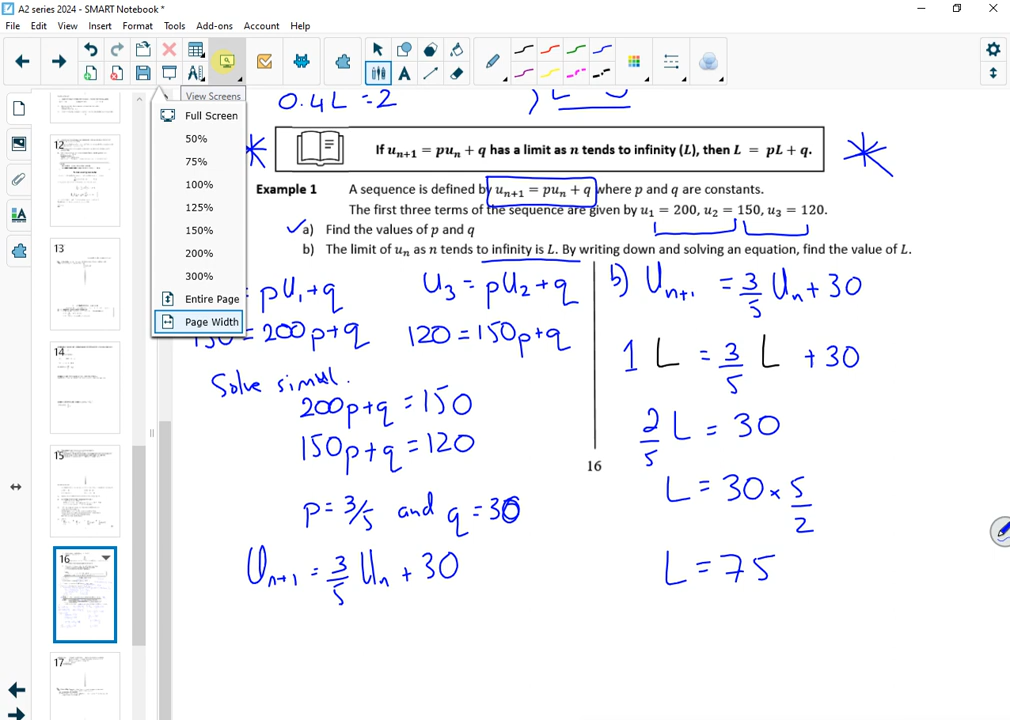 A2 series 2024 - SMART Notebook *
File Edit View Insert Format Tools Add-ons Account Help
View Screens
Full Screen
50%
75%
100%
125%
150%
200%
300%
Entire Page
Page Width
12
13
14
15
16
17
0.4L = 2
If uₙ₊₁ = puₙ + q has a limit as n tends to infinity (L), then L = pL + q.
Example 1 A sequence is defined by uₙ₊₁ = puₙ + q where p and q are constants.
The first three terms of the sequence are given by u₁ = 200, u₂ = 150, u₃ = 120.
✓a) Find the values of p and q
b) The limit of uₙ as n tends to infinity is L. By writing down and solving an equation, find the value of L.
= pU₁+q U₃ = pU₂+q
150 = 200p+q 120 = 150p+q
Solve simul.
200p+q = 150
150p+q = 120
p = 3/5 and q = 30
Uₙ₊₁ = 3/5 Uₙ + 30
b) Uₙ₊₁ = 3/5 Uₙ + 30
1 L = 3/5 L + 30
2/5 L = 30
L = 30 × 5/2
L = 75
16